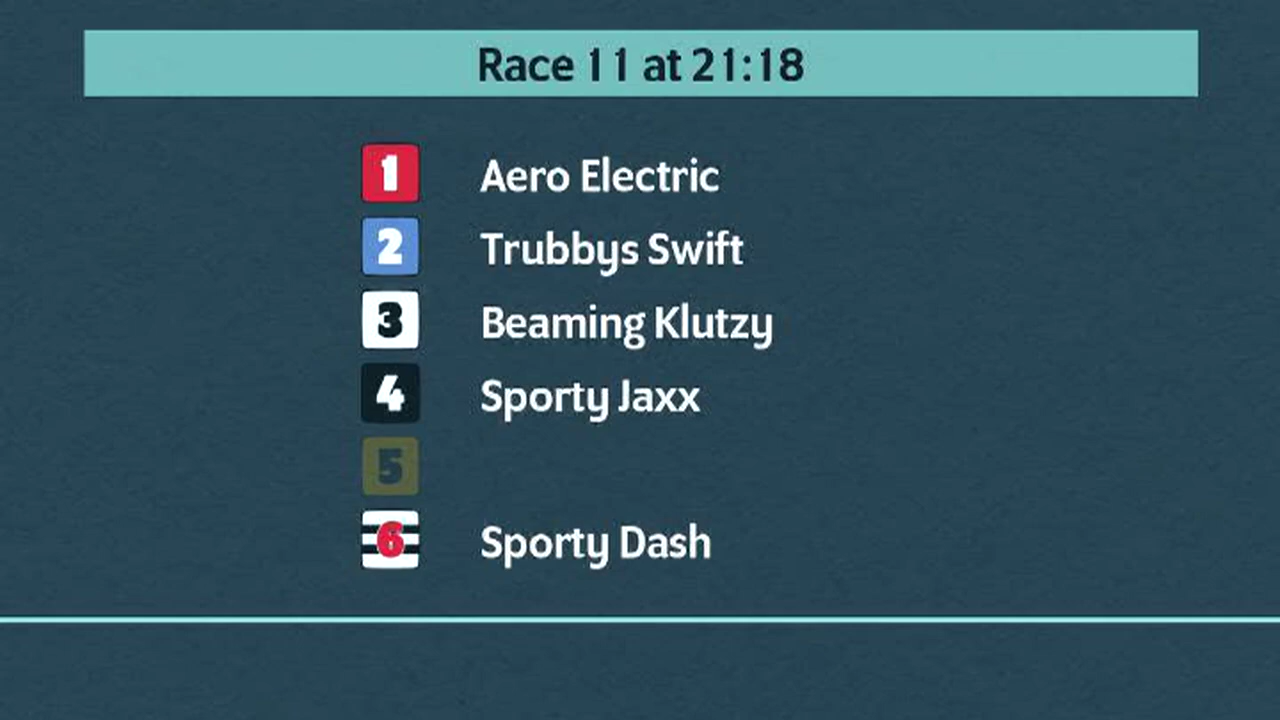 Race 11 at 21:18
1 Aero Electric
2 Trubbys Swift
3 Beaming Klutzy
4 Sporty Jaxx
5
6 Sporty Dash